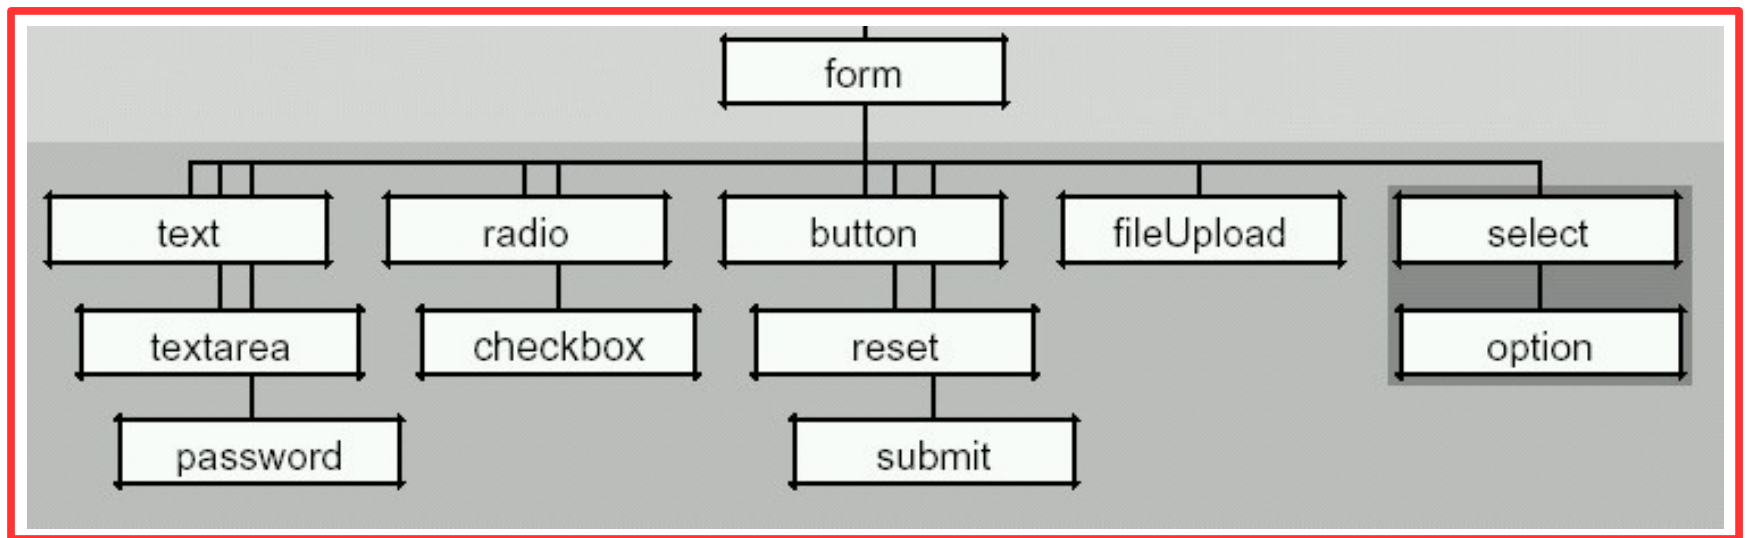 form
text
radio
button
fileUpload
select
textarea
checkbox
reset
option
password
submit